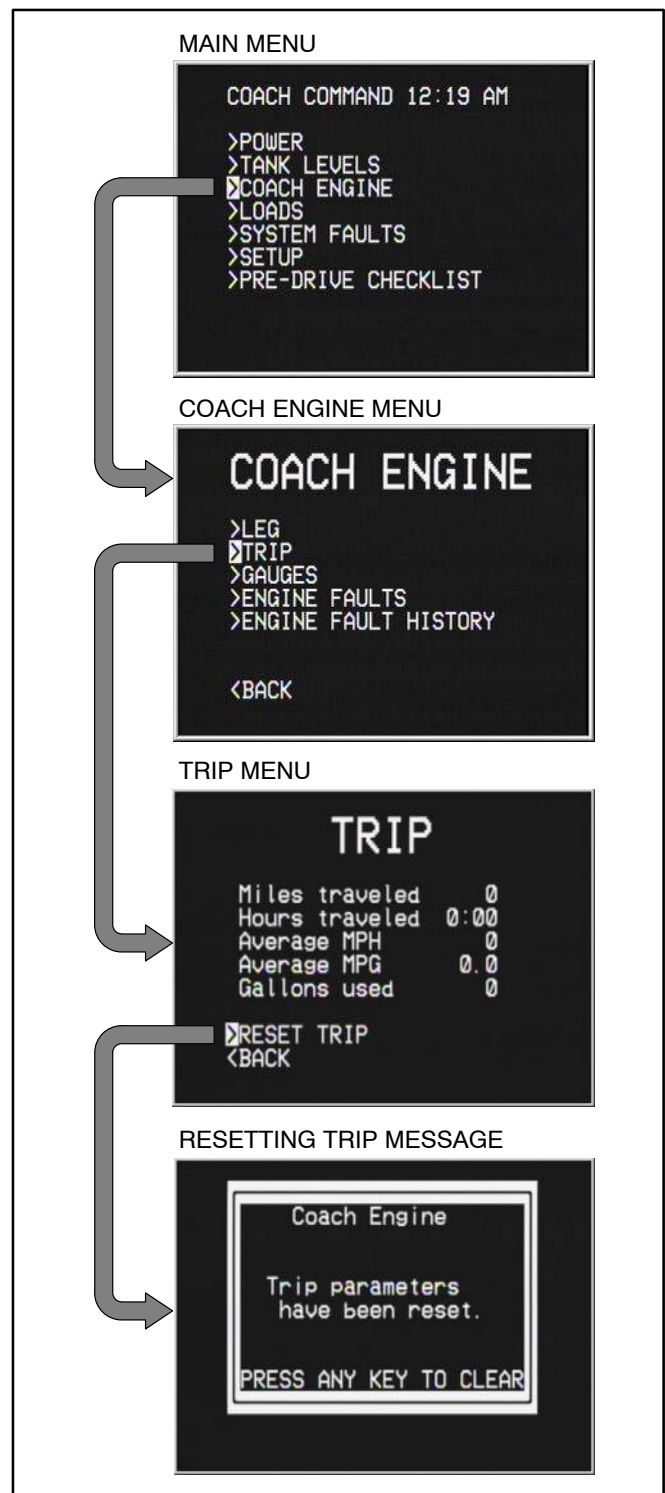 MAIN MENU
COACH COMMAND 12:19 AM
>POWER
>TANK LEVELS
>COACH ENGINE
>LOADS
>SYSTEM FAULTS
>SETUP
>PRE-DRIVE CHECKLIST
COACH ENGINE MENU
COACH ENGINE
>LEG
>TRIP
>GAUGES
>ENGINE FAULTS
>ENGINE FAULT HISTORY
<BACK
TRIP MENU
TRIP
Miles traveled 0
Hours traveled 0:00
Average MPH 0
Average MPG 0.0
Gallons used 0
>RESET TRIP
<BACK
RESETTING TRIP MESSAGE
Coach Engine
Trip parameters
have been reset.
PRESS ANY KEY TO CLEAR